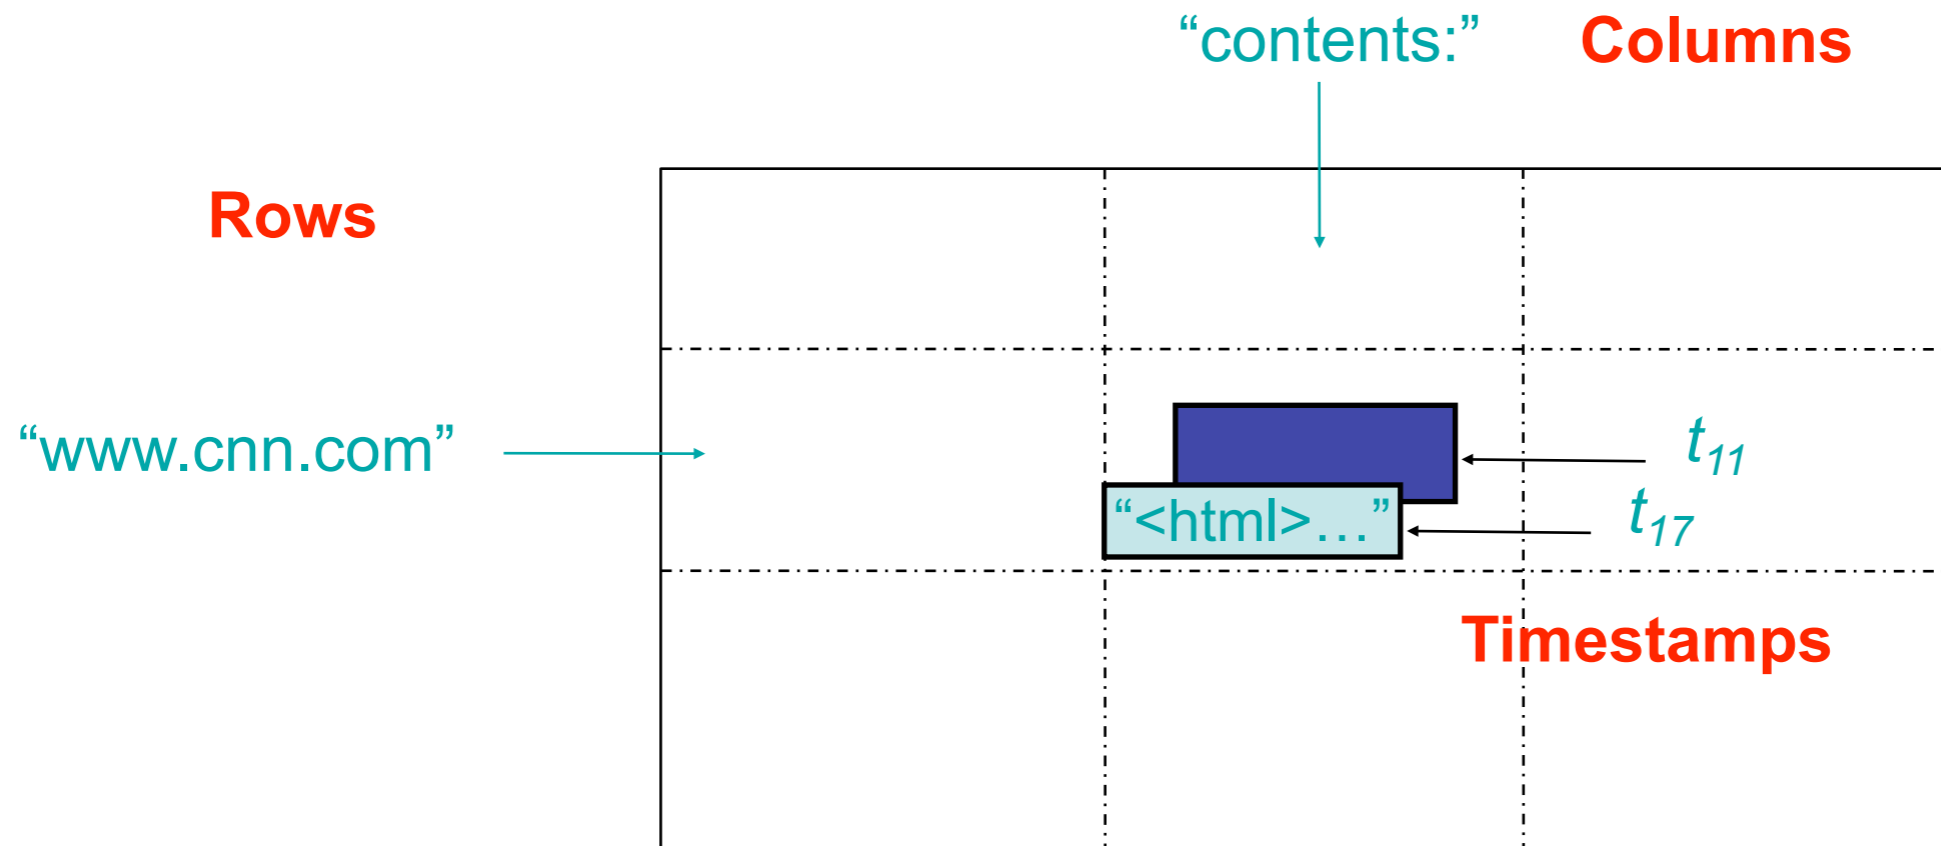 “contents:” Columns
Rows
“www.cnn.com”
t11
“<html>…”
t17
Timestamps